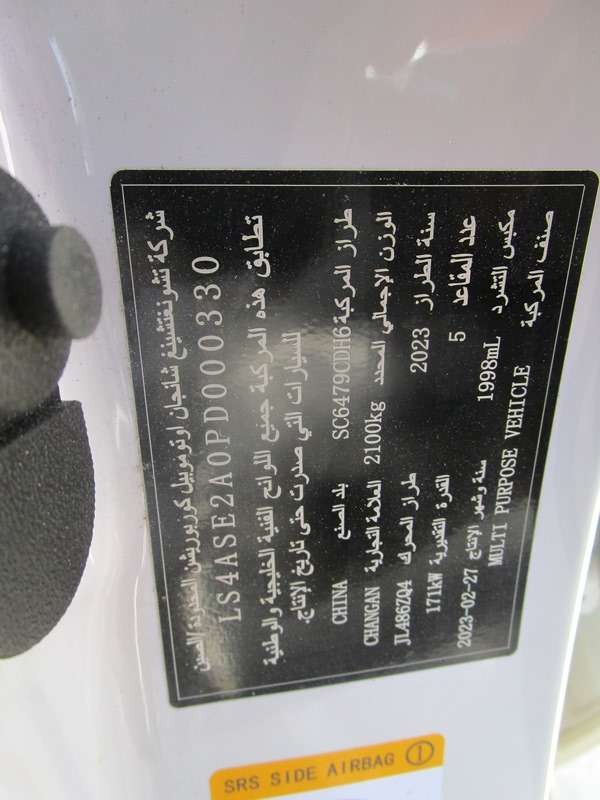 شركة تشونغتشينغ شانجان اوتوموبيل كوربوريشن المحدودة/الصين
LS4ASE2A0PD000330
تطابق هذه المركبة جميع اللوائح الفنية الخليجية والوطنية
للسيارات التي صدرت حتى تاريخ الإنتاج.
طراز المركبة SC6479CDH6 بلد الصنع CHINA
الوزن الإجمالي المحدد 2100kg العلامة التجارية CHANGAN
سنة الطراز 2023 طراز المحرك JL486ZQ4
عدد المقاعد 5 القدرة التقديرية 171kW
مكبس التشرد 1998mL سنة وشهر الإنتاج 2023-02-27
صنف المركبة MULTI PURPOSE VEHICLE
SRS SIDE AIRBAG